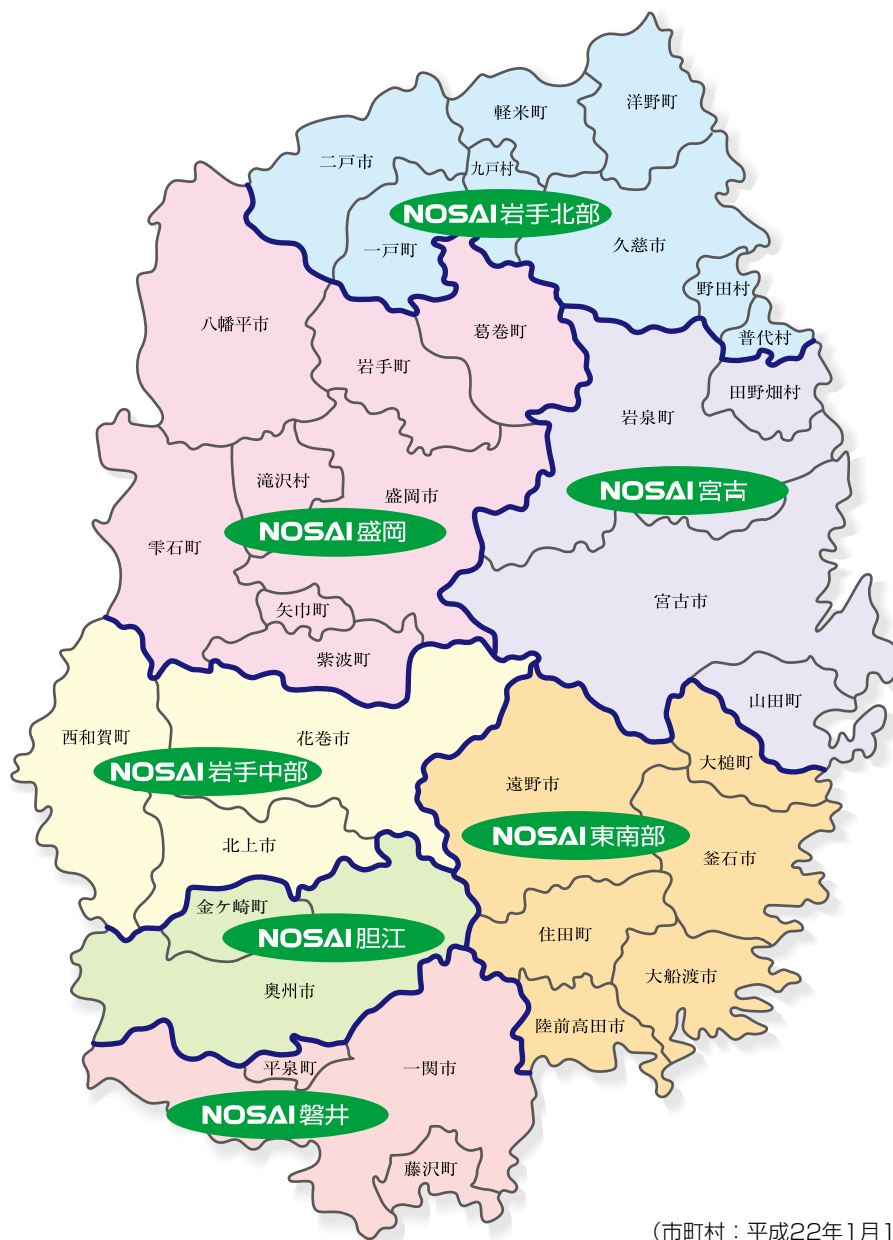 洋野町
軽米町
二戸市
九戸村
NOSAI岩手北部
一戸町
久慈市
野田村
普代村
八幡平市
葛巻町
岩手町
田野畑村
岩泉町
滝沢村
盛岡市
NOSAI宮古
NOSAI盛岡
雫石町
宮古市
矢巾町
紫波町
山田町
西和賀町
花巻市
大槌町
NOSAI岩手中部
遠野市
NOSAI東南部
北上市
釜石市
金ケ崎町
NOSAI胆江
住田町
奥州市
大船渡市
陸前高田市
平泉町
一関市
NOSAI磐井
藤沢町
(市町村：平成22年1月1